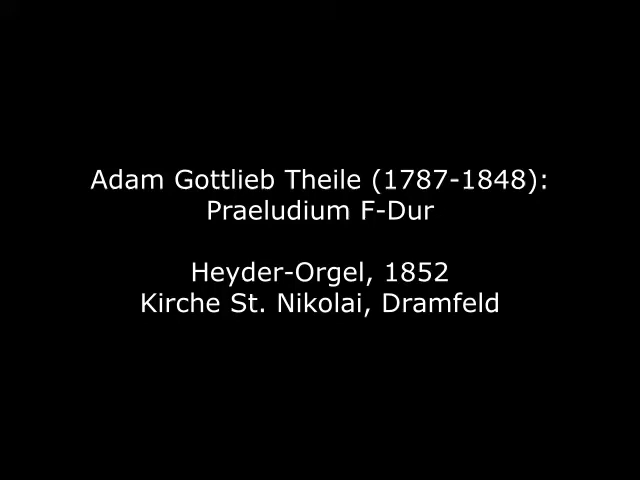 Adam Gottlieb Theile (1787-1848):
Praeludium F-Dur
Heyder-Orgel, 1852
Kirche St. Nikolai, Dramfeld